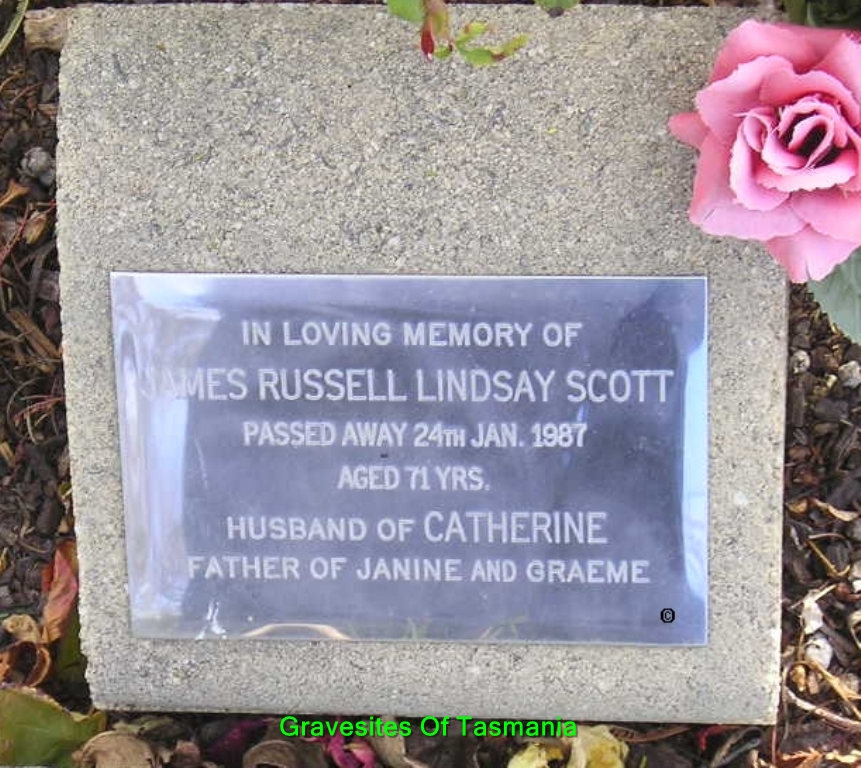 IN LOVING MEMORY OF
JAMES RUSSELL LINDSAY SCOTT
PASSED AWAY 24TH JAN. 1987
AGED 71 YRS.
HUSBAND OF CATHERINE
FATHER OF JANINE AND GRAEME
©
Gravesites Of Tasmania